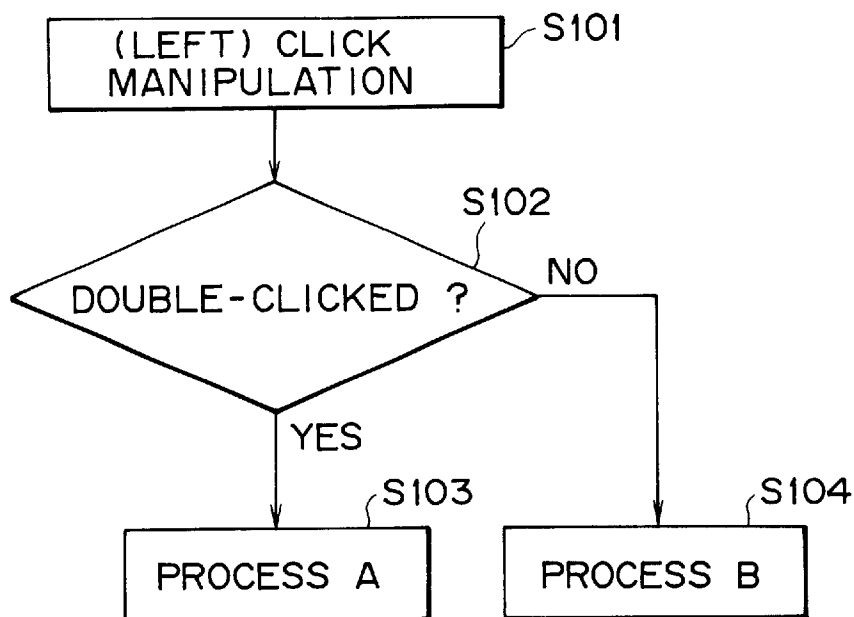 (LEFT) CLICK
MANIPULATION
S101
S102
DOUBLE-CLICKED ?
NO
YES
S103
S104
PROCESS A
PROCESS B